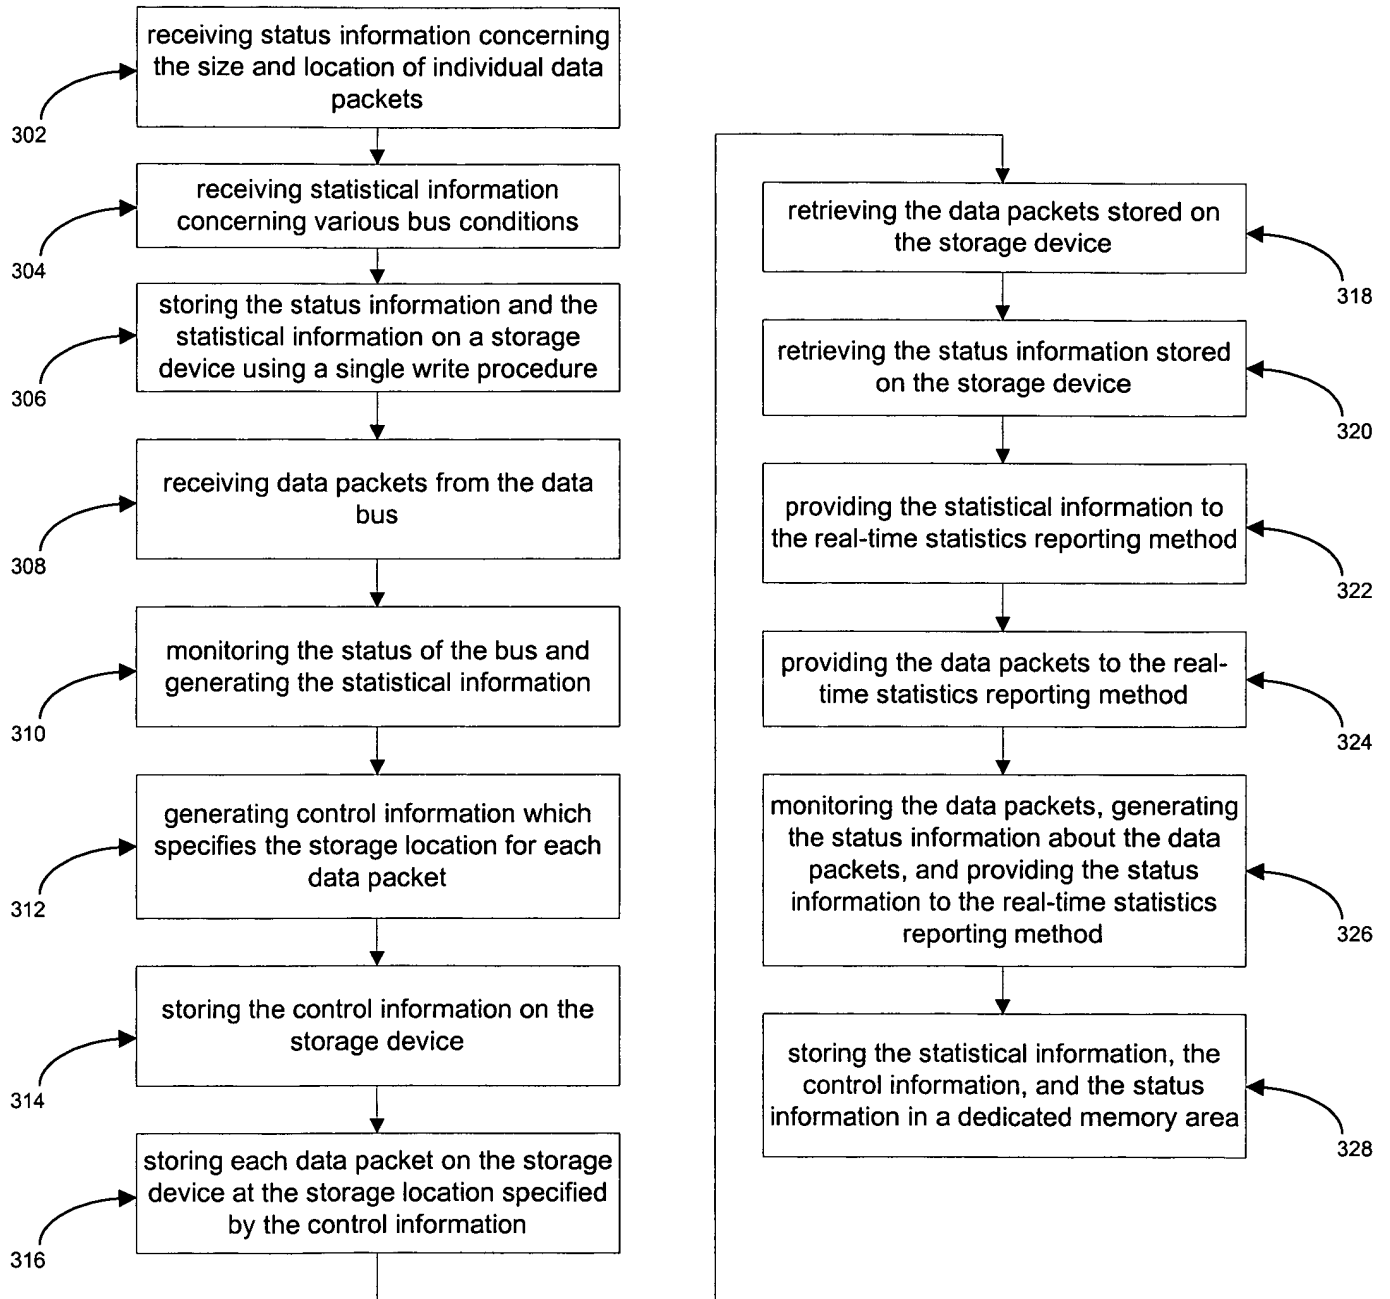 receiving status information concerning
the size and location of individual data
packets
302
receiving statistical information
concerning various bus conditions
304
storing the status information and the
statistical information on a storage
device using a single write procedure
306
receiving data packets from the data
bus
308
monitoring the status of the bus and
generating the statistical information
310
generating control information which
specifies the storage location for each
data packet
312
storing the control information on the
storage device
314
storing each data packet on the storage
device at the storage location specified
by the control information
316
retrieving the data packets stored on
the storage device
318
retrieving the status information stored
on the storage device
320
providing the statistical information to
the real-time statistics reporting method
322
providing the data packets to the real-
time statistics reporting method
324
monitoring the data packets, generating
the status information about the data
packets, and providing the status
information to the real-time statistics
reporting method
326
storing the statistical information, the
control information, and the status
information in a dedicated memory area
328